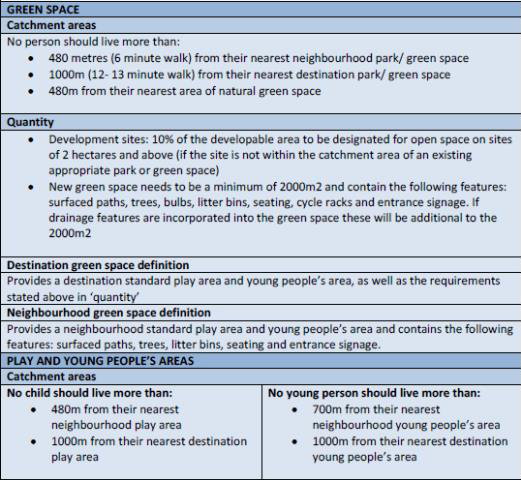 GREEN SPACE
Catchment areas
No person should live more than:
• 480 metres (6 minute walk) from their nearest neighbourhood park/ green space
• 1000m (12- 13 minute walk) from their nearest destination park/ green space
• 480m from their nearest area of natural green space
Quantity
• Development sites: 10% of the developable area to be designated for open space on sites
of 2 hectares and above (if the site is not within the catchment area of an existing
appropriate park or green space)
• New green space needs to be a minimum of 2000m2 and contain the following features:
surfaced paths, trees, bulbs, litter bins, seating, cycle racks and entrance signage. If
drainage features are incorporated into the green space these will be additional to the
2000m2
Destination green space definition
Provides a destination standard play area and young people's area, as well as the requirements
stated above in 'quantity'
Neighbourhood green space definition
Provides a neighbourhood standard play area and young people's area and contains the following
features: surfaced paths, trees, litter bins, seating and entrance signage.
PLAY AND YOUNG PEOPLE'S AREAS
Catchment areas
No child should live more than:
• 480m from their nearest
neighbourhood play area
• 1000m from their nearest destination
play area
No young person should live more than:
• 700m from their nearest
neighbourhood young people's area
• 1000m from their nearest destination
young people's area